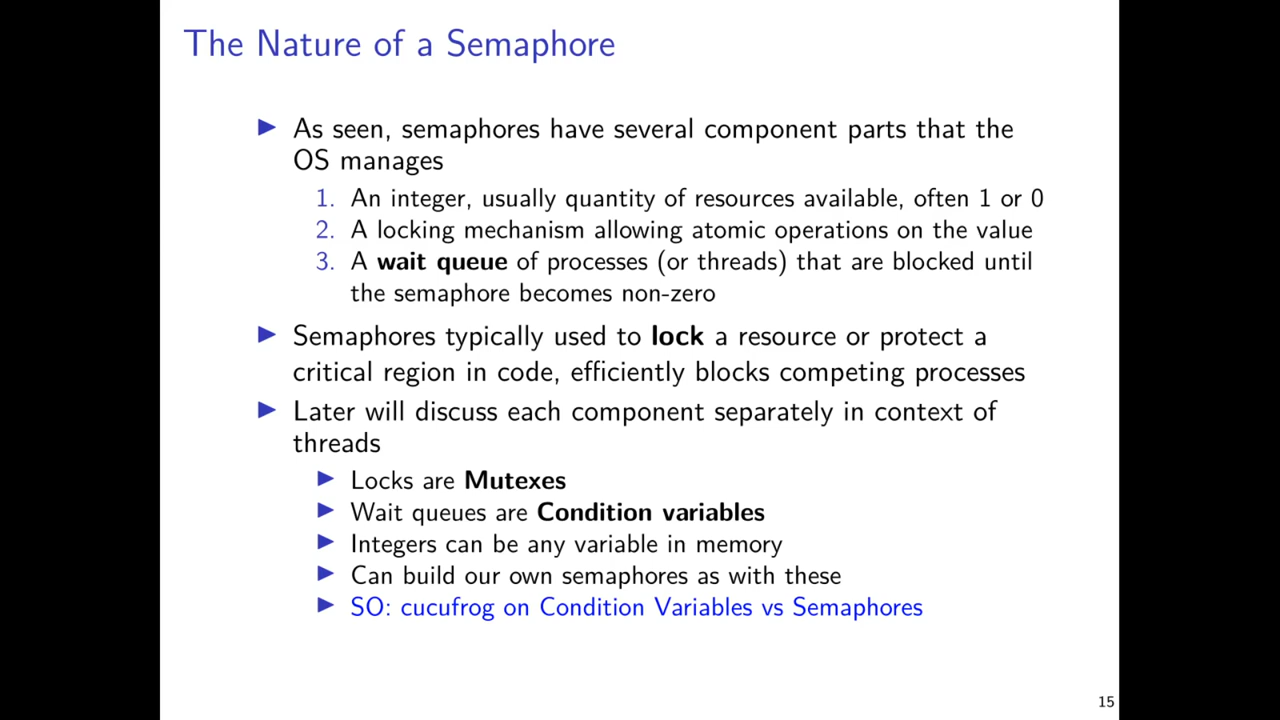 The Nature of a Semaphore
▶ As seen, semaphores have several component parts that the
OS manages
1. An integer, usually quantity of resources available, often 1 or 0
2. A locking mechanism allowing atomic operations on the value
3. A wait queue of processes (or threads) that are blocked until
the semaphore becomes non-zero
▶ Semaphores typically used to lock a resource or protect a
critical region in code, efficiently blocks competing processes
▶ Later will discuss each component separately in context of
threads
▶ Locks are Mutexes
▶ Wait queues are Condition variables
▶ Integers can be any variable in memory
▶ Can build our own semaphores as with these
▶ SO: cucufrog on Condition Variables vs Semaphores
15